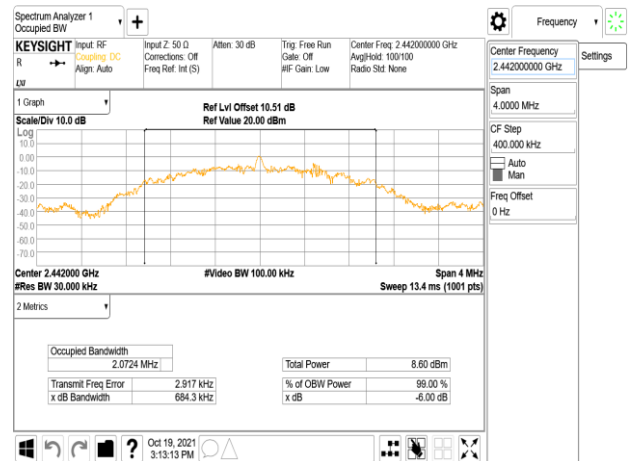 Spectrum Analyzer 1
Occupied BW
Frequency
KEYSIGHT
R
LXI
Input: RF
Coupling: DC
Align: Auto
Input Z: 50 Ω
Corrections: Off
Freq Ref: Int (S)
Atten: 30 dB
Trig: Free Run
Gate: Off
#IF Gain: Low
Center Freq: 2.442000000 GHz
Avg|Hold: 100/100
Radio Std: None
Center Frequency
2.442000000 GHz
Settings
Span
4.0000 MHz
CF Step
400.000 kHz
Auto
Man
Freq Offset
0 Hz
1 Graph
Scale/Div 10.0 dB
Ref Lvl Offset 10.51 dB
Ref Value 20.00 dBm
Log
10.0
0.00
-10.0
-20.0
-30.0
-40.0
-50.0
-60.0
-70.0
Center 2.442000 GHz
#Video BW 100.00 kHz
Span 4 MHz
#Res BW 30.000 kHz
Sweep 13.4 ms (1001 pts)
2 Metrics
Occupied Bandwidth
2.0724 MHz
Total Power 8.60 dBm
Transmit Freq Error 2.917 kHz
% of OBW Power 99.00 %
x dB Bandwidth 684.3 kHz
x dB -6.00 dB
?
Oct 19, 2021
3:13:13 PM